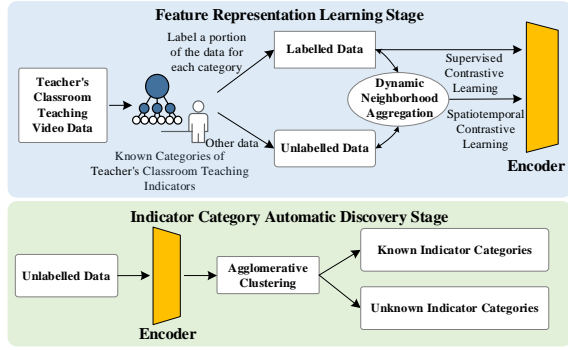 Feature Representation Learning Stage
Label a portion
of the data for
each category
Teacher's
Classroom
Teaching
Video Data
Known Categories of
Teacher's Classroom Teaching
Indicators
Other data
Labelled Data
Unlabelled Data
Dynamic
Neighborhood
Aggregation
Supervised
Contrastive
Learning
Spatiotemporal
Contrastive
Learning
Encoder
Indicator Category Automatic Discovery Stage
Unlabelled Data
Encoder
Agglomerative
Clustering
Known Indicator Categories
Unknown Indicator Categories